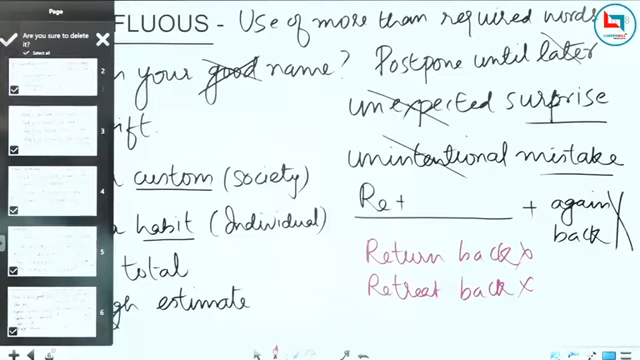 Page
Are you sure to delete it?
Select all
2
3
4
5
6
FLUOUS - Use of more than required words
your good name? Postpone until later
unexpected surprise
unintentional mistake
custom (Society)
a habit (Individual)
total
estimate
Re + + again
back
Return back x
Retreat back x